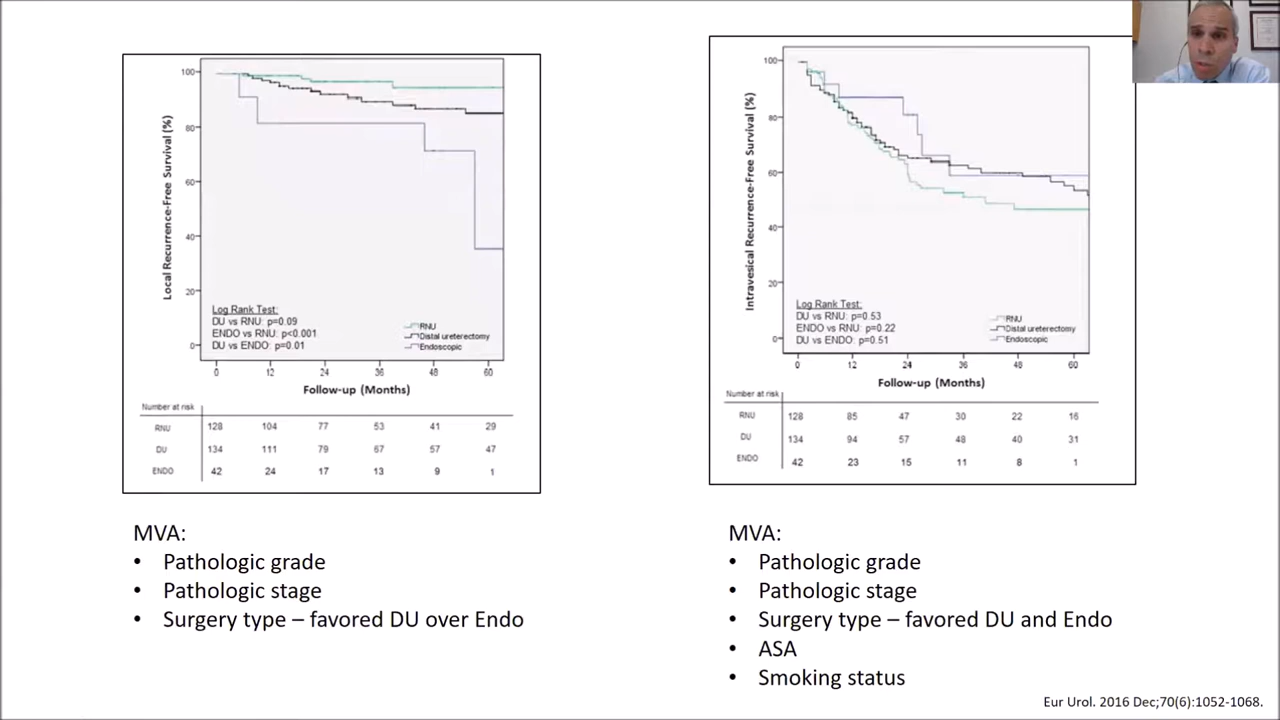 Local Recurrence-Free Survival (%)
100
80
60
40
20
0
Log Rank Test:
DU vs RNU: p=0.09
ENDO vs RNU: p<0.001
DU vs ENDO: p=0.01
RNU
Distal ureterectomy
Endoscopic
0 12 24 36 48 60
Follow-up (Months)
Number at risk
RNU 128 104 77 53 41 29
DU 134 111 79 67 57 47
ENDO 42 24 17 13 9 1
MVA:
• Pathologic grade
• Pathologic stage
• Surgery type – favored DU over Endo
Intravesical Recurrence-Free Survival (%)
100
80
60
40
20
0
Log Rank Test:
DU vs RNU: p=0.53
ENDO vs RNU: p=0.22
DU vs ENDO: p=0.51
RNU
Distal ureterectomy
Endoscopic
0 12 24 36 48 60
Follow-up (Months)
Number at risk
RNU 128 85 47 30 22 16
DU 134 94 57 48 40 31
ENDO 42 23 15 11 8 1
MVA:
• Pathologic grade
• Pathologic stage
• Surgery type – favored DU and Endo
• ASA
• Smoking status
Eur Urol. 2016 Dec;70(6):1052-1068.